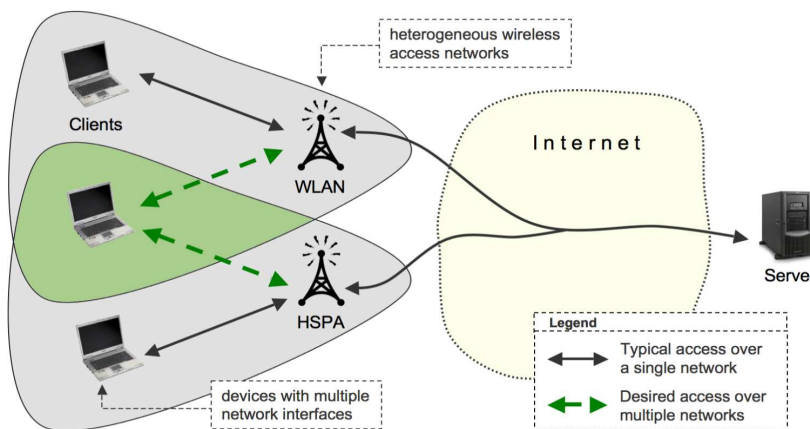 heterogeneous wireless
access networks
Clients
Internet
WLAN
HSPA
Server
devices with multiple
network interfaces
Legend
Typical access over
a single network
Desired access over
multiple networks